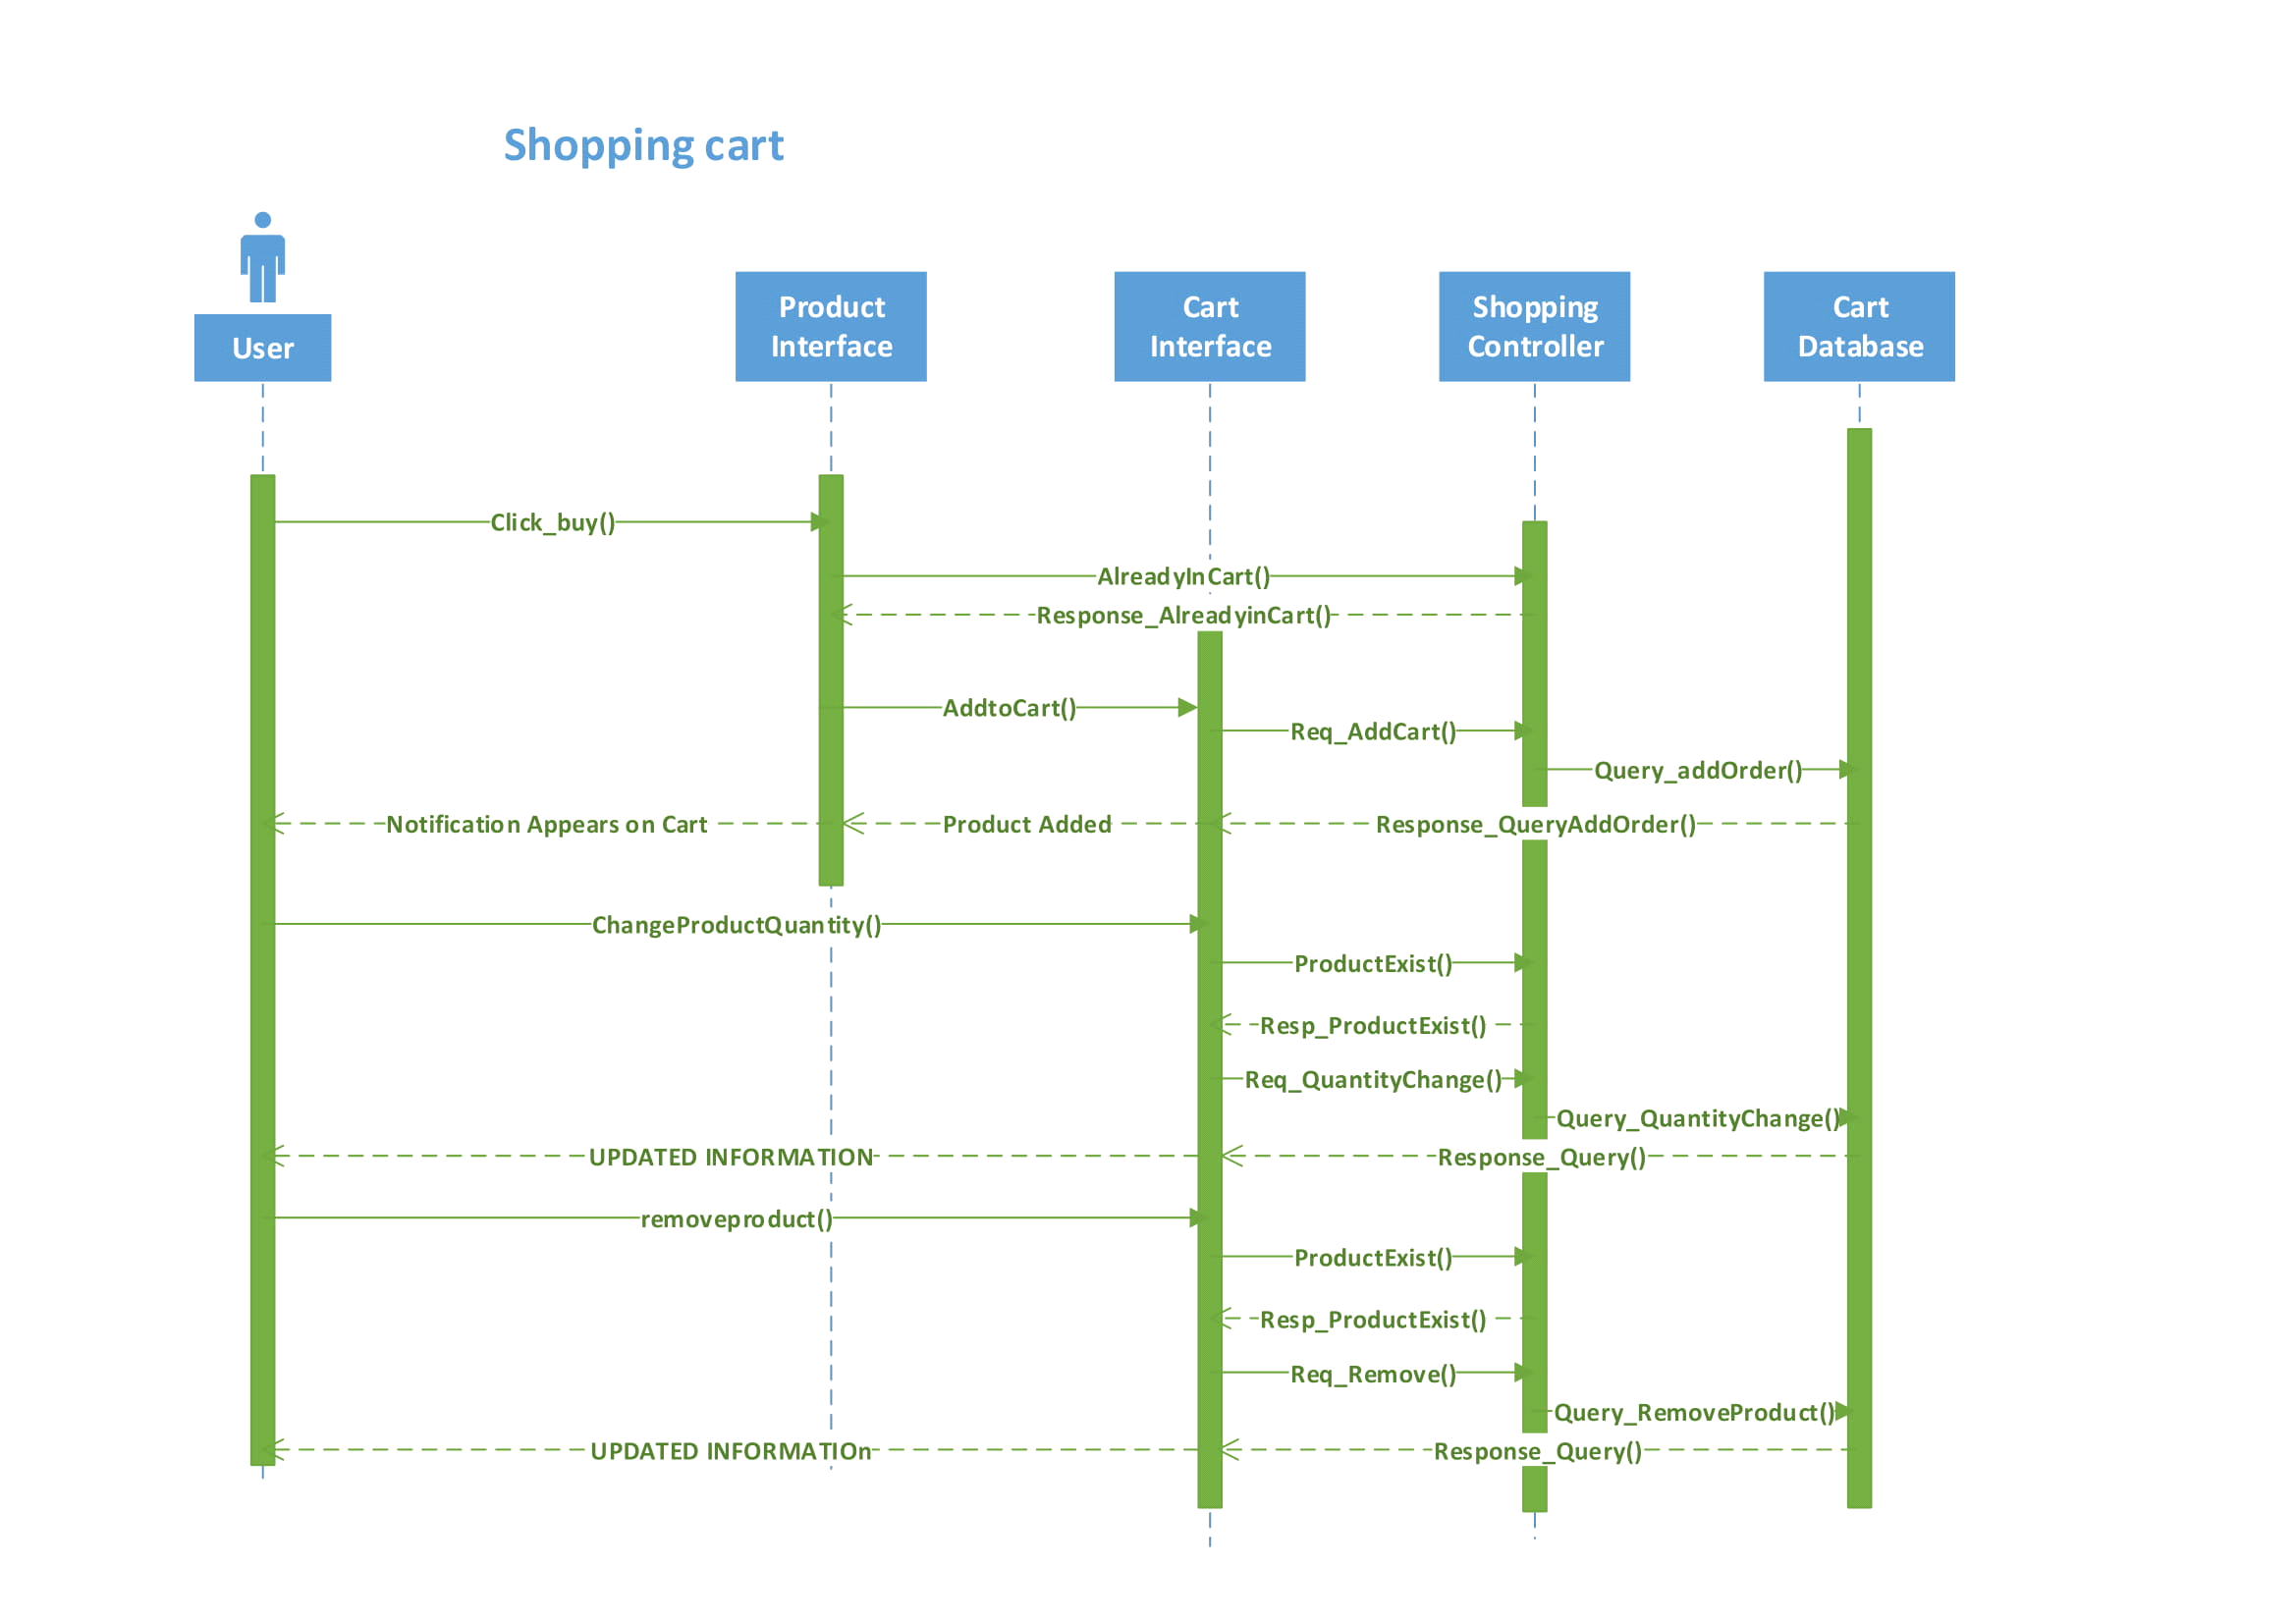 Shopping cart
User
Product
Interface
Cart
Interface
Shopping
Controller
Cart
Database
Click_buy()
AlreadyInCart()
Response_AlreadyinCart()
AddtoCart()
Req_AddCart()
Query_addOrder()
Notification Appears on Cart
Product Added
Response_QueryAddOrder()
ChangeProductQuantity()
ProductExist()
Resp_ProductExist()
Req_QuantityChange()
Query_QuantityChange()
UPDATED INFORMATION
Response_Query()
removeproduct()
ProductExist()
Resp_ProductExist()
Req_Remove()
Query_RemoveProduct()
UPDATED INFORMATIOn
Response_Query()